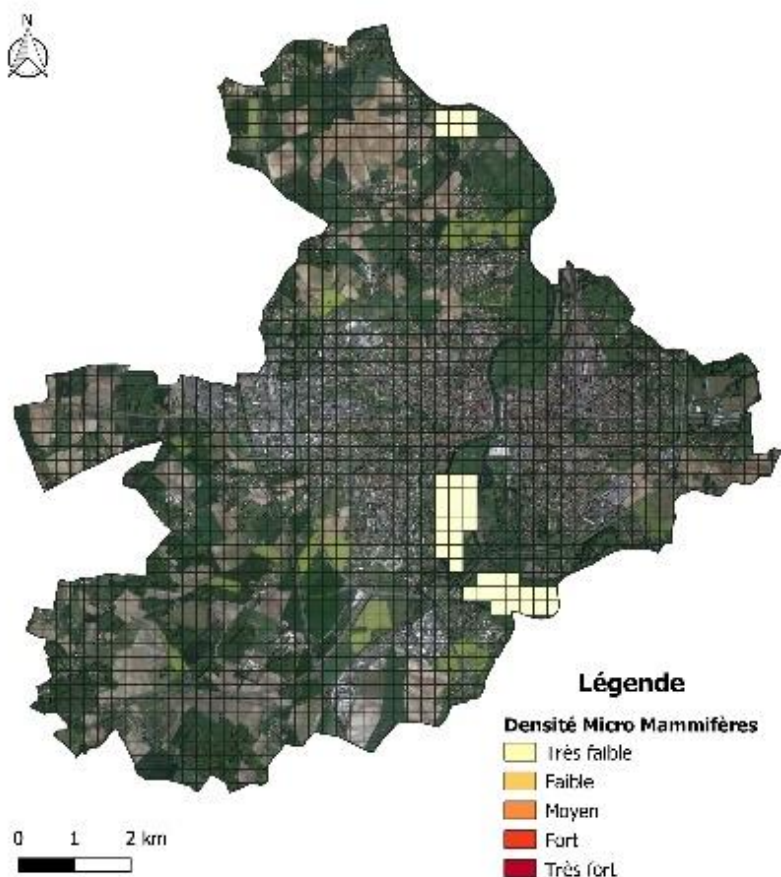 N
Légende
Densité Micro Mammifères
Très faible
Faible
Moyen
Fort
Très fort
0 1 2 km